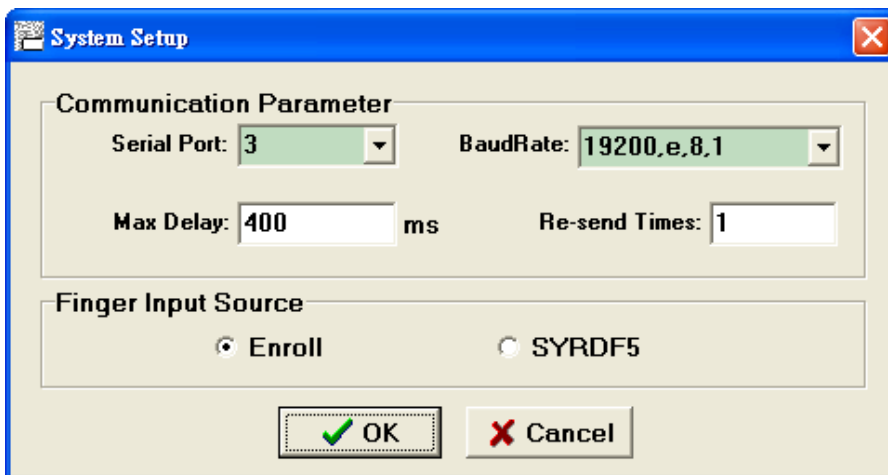 System Setup
Communication Parameter
Serial Port: 3 BaudRate: 19200,e,8,1
Max Delay: 400 ms Re-send Times: 1
Finger Input Source
Enroll SYRDF5
OK Cancel